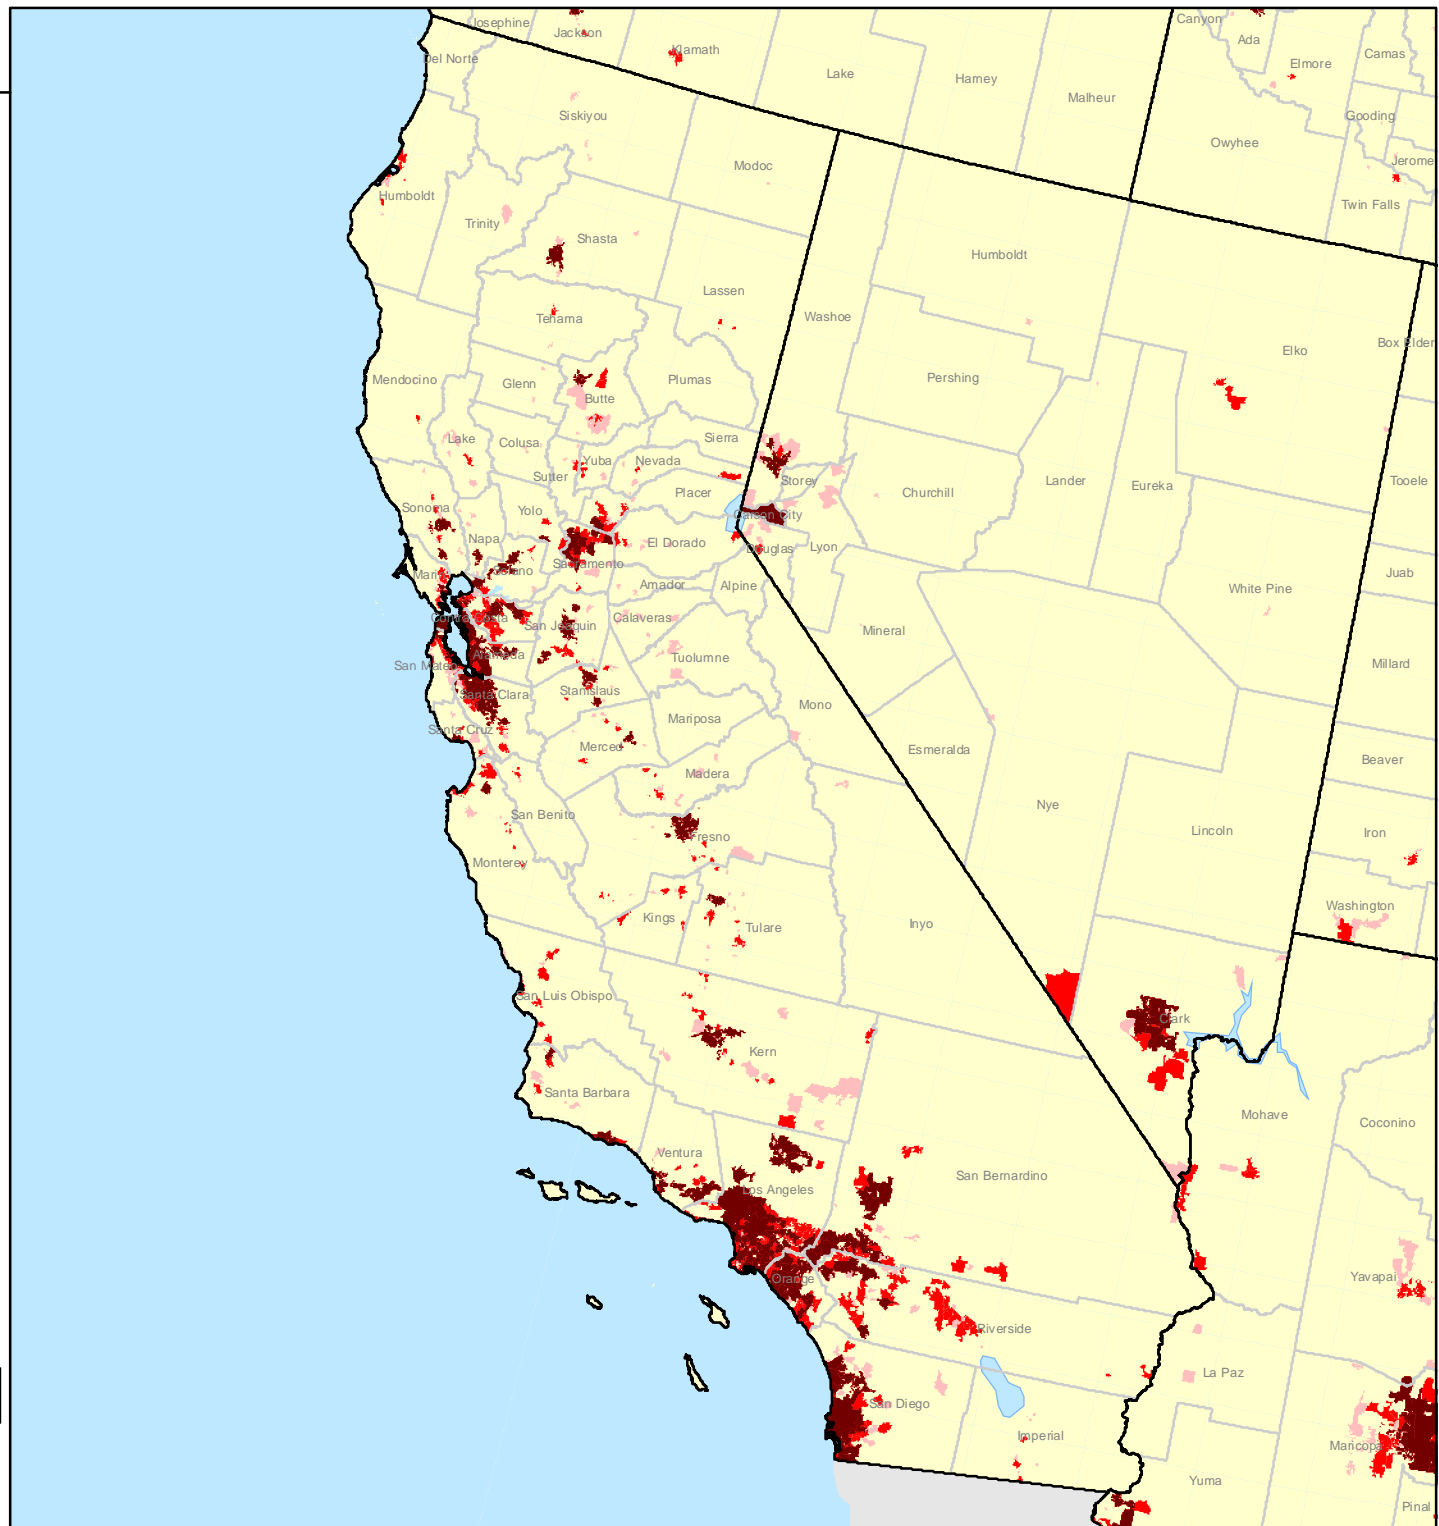 Josephine
Jackson
Klamath
Del Norte
Lake
Harney
Malheur
Canyon
Ada
Elmore
Camas
Gooding
Owyhee
Jerome
Twin Falls
Siskiyou
Modoc
Humboldt
Trinity
Shasta
Lassen
Washoe
Humboldt
Tehama
Elko
Box Elder
Mendocino
Glenn
Plumas
Pershing
Butte
Lake
Colusa
Sierra
Yuba
Nevada
Sutter
Storey
Placer
Churchill
Lander
Eureka
Tooele
Sonoma
Yolo
Carson City
Napa
El Dorado
Douglas
Lyon
Marin
Solano
Sacramento
Amador
Alpine
White Pine
Juab
Contra Costa
San Joaquin
Calaveras
Mineral
San Mateo
Alameda
Tuolumne
Millard
Santa Clara
Stanislaus
Mono
Santa Cruz
Mariposa
Merced
Esmeralda
Beaver
Madera
Nye
San Benito
Lincoln
Iron
Fresno
Monterey
Washington
Kings
Tulare
Inyo
San Luis Obispo
Clark
Kern
Santa Barbara
Mohave
Coconino
Ventura
Los Angeles
San Bernardino
Orange
Yavapai
Riverside
La Paz
San Diego
Imperial
Maricopa
Yuma
Pinal